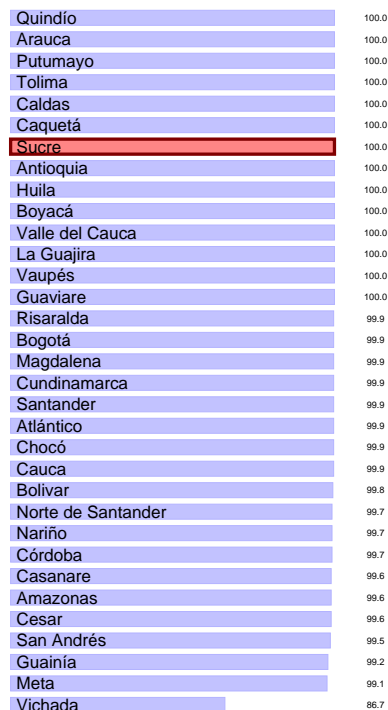 Quindío 100.0
Arauca 100.0
Putumayo 100.0
Tolima 100.0
Caldas 100.0
Caquetá 100.0
Sucre 100.0
Antioquia 100.0
Huila 100.0
Boyacá 100.0
Valle del Cauca 100.0
La Guajira 100.0
Vaupés 100.0
Guaviare 100.0
Risaralda 99.9
Bogotá 99.9
Magdalena 99.9
Cundinamarca 99.9
Santander 99.9
Atlántico 99.9
Chocó 99.9
Cauca 99.9
Bolivar 99.8
Norte de Santander 99.7
Nariño 99.7
Córdoba 99.7
Casanare 99.6
Amazonas 99.6
Cesar 99.6
San Andrés 99.5
Guainía 99.2
Meta 99.1
Vichada 86.7